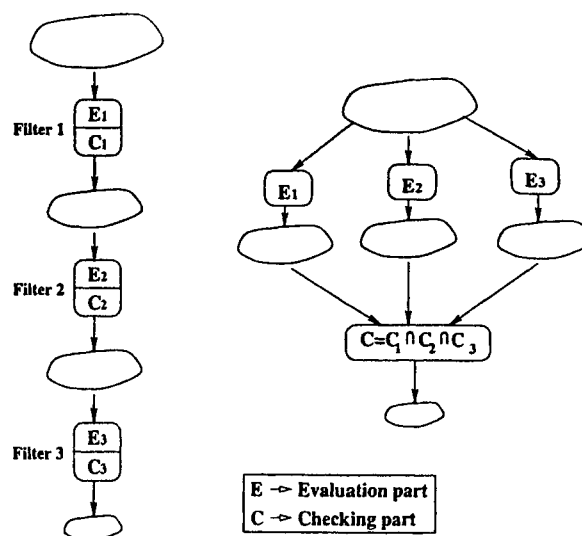 Filter 1
E1
C1
Filter 2
E2
C2
Filter 3
E3
C3
E1
E2
E3
C=C1 ∩ C2 ∩ C3
E → Evaluation part
C → Checking part